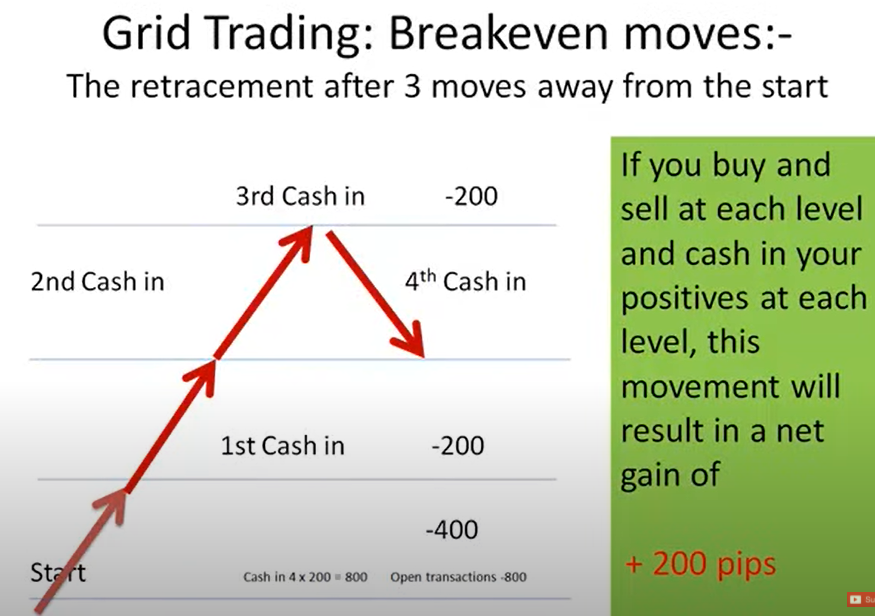 Grid Trading: Breakeven moves:-
The retracement after 3 moves away from the start
3rd Cash in -200
2nd Cash in 4th Cash in
1st Cash in -200
-400
Start Cash in 4 x 200 = 800 Open transactions -800
If you buy and
sell at each level
and cash in your
positives at each
level, this
movement will
result in a net
gain of
+ 200 pips